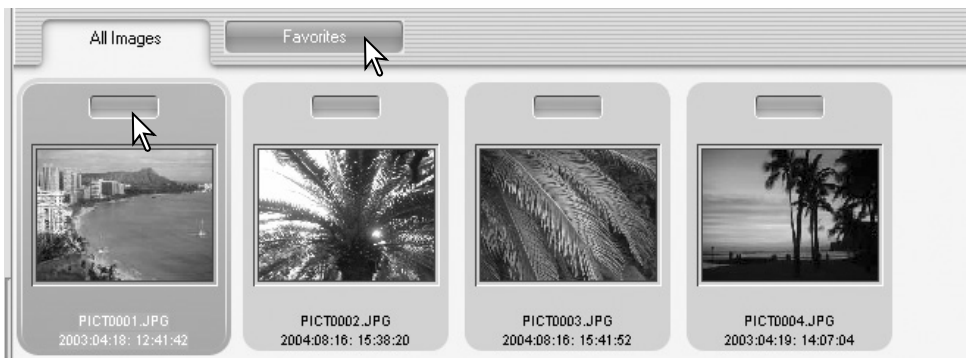 All Images
Favorites
PICT0001.JPG
2003:04:18: 12:41:42
PICT0002.JPG
2004:08:16: 15:38:20
PICT0003.JPG
2004:08:16: 15:41:52
PICT0004.JPG
2003:04:19: 14:07:04